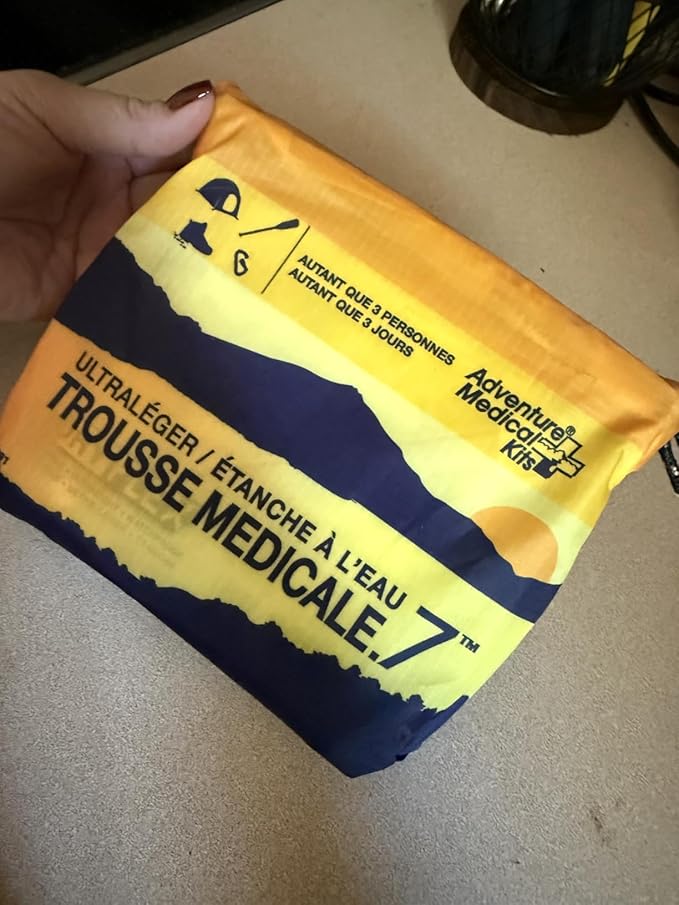 AUTANT QUE 3 PERSONNES
AUTANT QUE 3 JOURS
Adventure®
Medical
Kits
ULTRALÉGER / ÉTANCHE À L'EAU
TROUSSE MEDICALE.7™